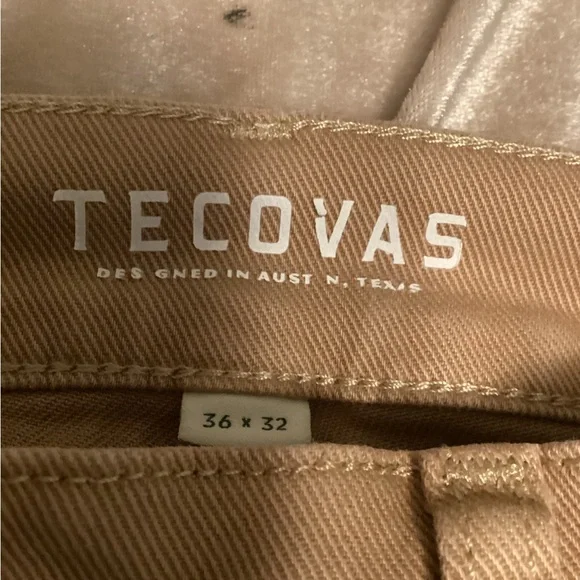 TECOVAS
DES GNED IN AUST N, TEXAS
36 x 32